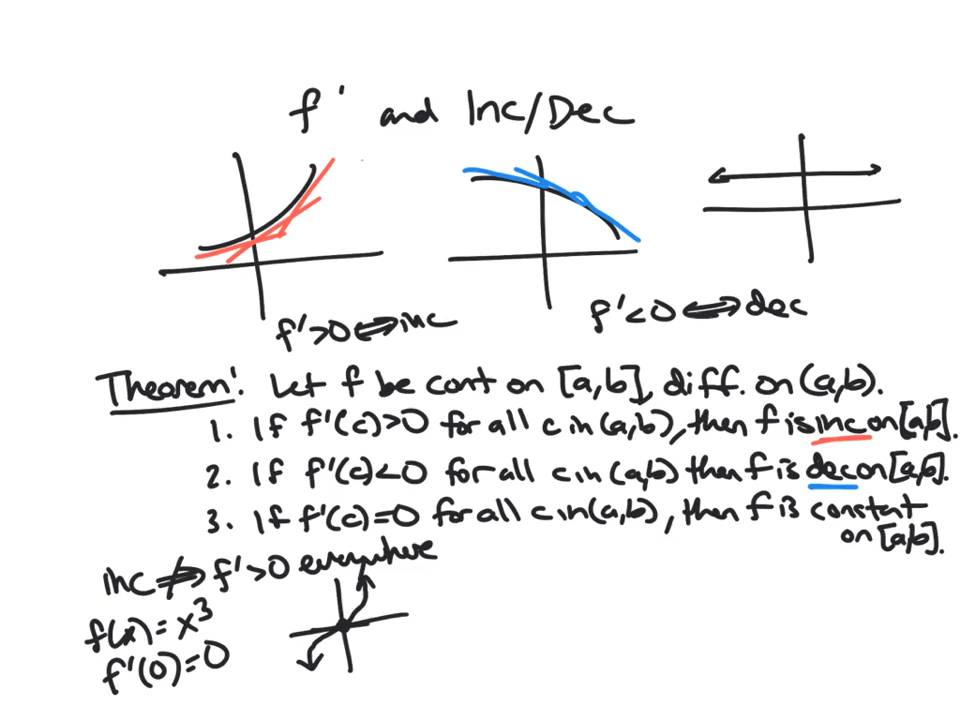 f' and Inc/Dec
f'>0 ⟺ inc
f'<0 ⟺ dec
Theorem: Let f be cont on [a,b], diff. on (a,b).
1. If f'(c)>0 for all c in (a,b), then f is inc on [a,b].
2. If f'(c)<0 for all c in (a,b) then f is dec on [a,b].
3. If f'(c)=0 for all c in (a,b), then f is constant
on [a,b].
inc ⇏ f'>0 everywhere
f(x)=x³
f'(0)=0